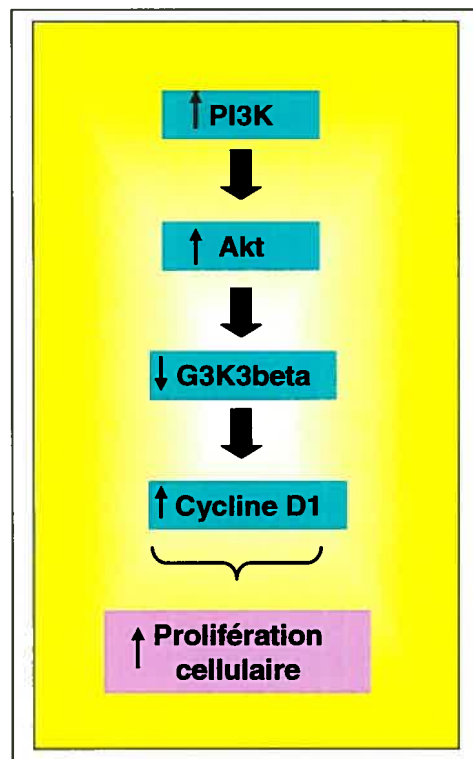 ↑ PI3K
↑ Akt
↓ G3K3beta
↑ Cycline D1
↑ Prolifération
cellulaire